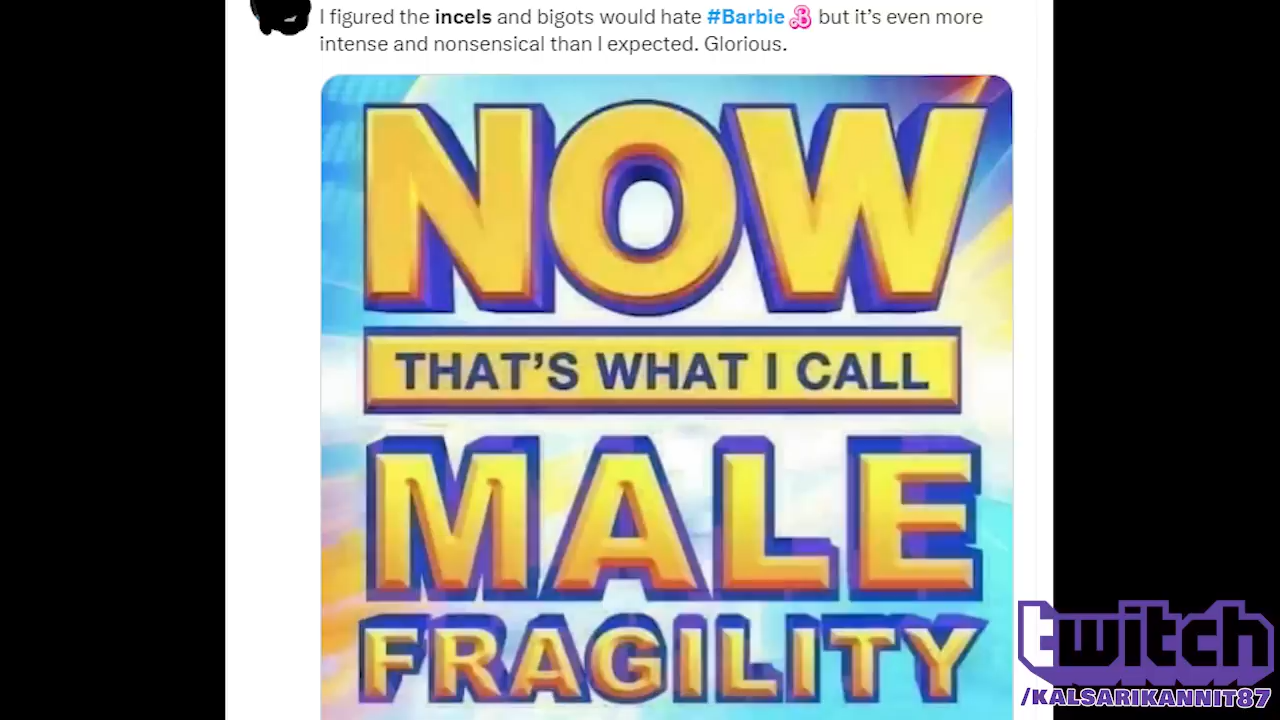 I figured the incels and bigots would hate #Barbie but it’s even more
intense and nonsensical than I expected. Glorious.
NOW
THAT’S WHAT I CALL
MALE
FRAGILITY
twitch
/KALSARIKANNIT87